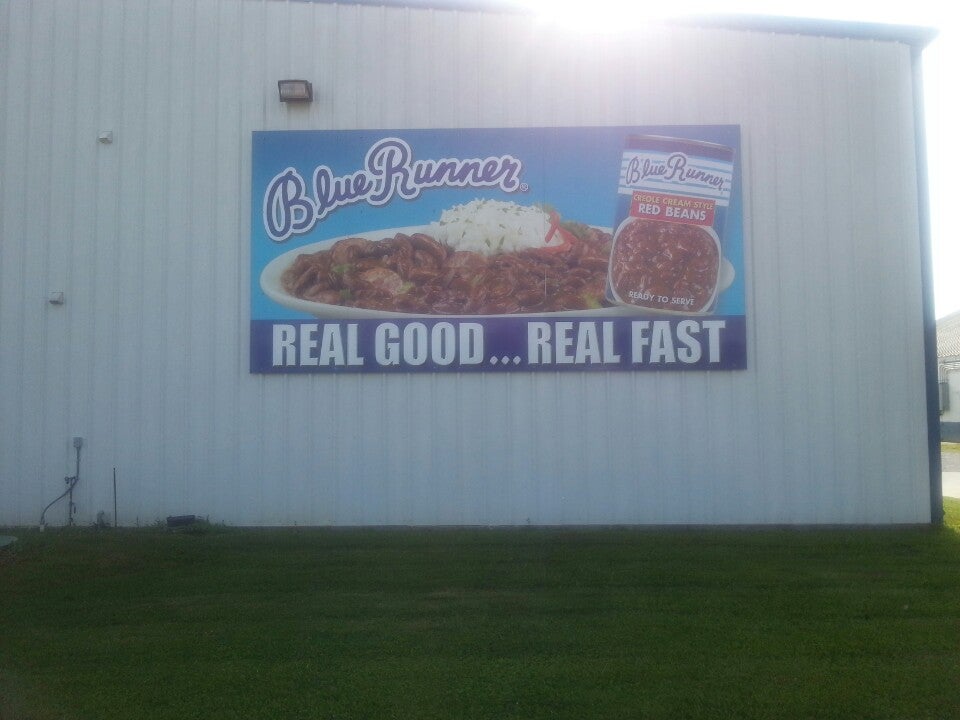 Blue Runner®
Blue Runner
CREOLE CREAM STYLE
RED BEANS
READY TO SERVE
REAL GOOD...REAL FAST